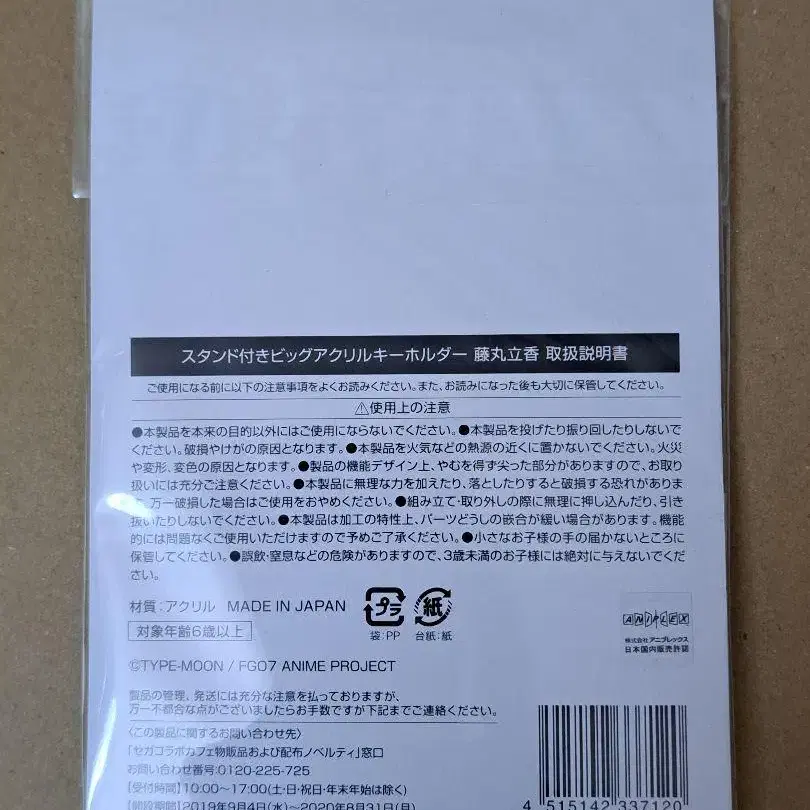 スタンド付きビッグアクリルキーホルダー 藤丸立香 取扱説明書
ご使用になる前に以下の注意事項をよくお読みください。また、お読みになった後も大切に保管してください。
⚠使用上の注意
●本製品を本来の目的以外にはご使用にならないでください。●本製品を投げたり振り回したりしないで
ください。破損やけがの原因となります。●本製品を火気などの熱源の近くに置かないでください。火災
や変形、変色の原因となります。●製品の機能デザイン上、やむを得ず尖った部分がありますので、お取り
扱いには充分ご注意ください。●本製品に無理な力を加えたり、落としたりすると破損する恐れがありま
す。万一破損した場合はご使用をおやめください。●組み立て・取り外しの際に無理に押し込んだり、引き
扱いたりしないでください。●本製品は加工の特性上、パーツどうしの嵌合が緩い場合があります。機能
的には問題なくご使用いただけますので予めご了承ください。●小さなお子様の手の届かないところに
保管してください。●誤飲・窒息などの危険がありますので、3歳未満のお子様には絶対に与えないでくだ
さい。
材質:アクリル MADE IN JAPAN
対象年齢6歳以上
プラ
袋:PP
紙
台紙:紙
ANIPLEX
株式会社アニプレックス
日本国内販売許諾
©TYPE-MOON / FGO7 ANIME PROJECT
製品の管理、発送には充分な注意を払っておりますが、
万一不都合な点がございましたらお手数ですが下記までご連絡ください。
〈この製品に関するお問い合わせ先〉
「セガコラボカフェ物販品および配布ノベルティ」窓口
お問い合わせ番号:0120-225-725
【受付時間】10:00～17:00(土・日・祝日・年末年始は除く)
【開設期間】2019年9月4日(水)～2020年8月31日(月)
4 515142 337120